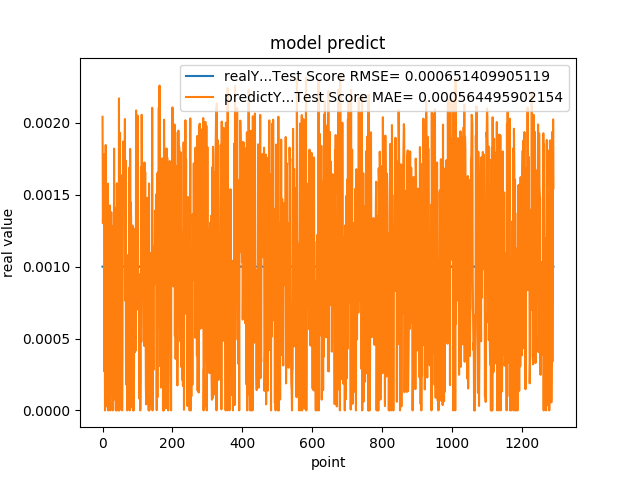 model predict
realY...Test Score RMSE= 0.000651409905119
predictY...Test Score MAE= 0.000564495902154
0.0020
0.0015
0.0010
0.0005
0.0000
real value
0 200 400 600 800 1000 1200
point